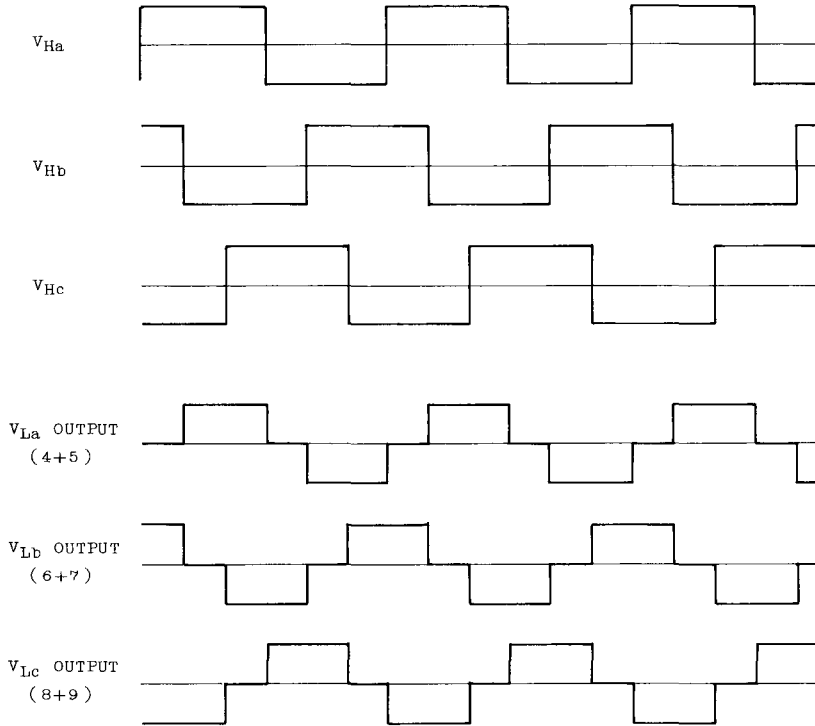 VHa
VHb
VHc
VLa OUTPUT
(4+5)
VLb OUTPUT
(6+7)
VLc OUTPUT
(8+9)